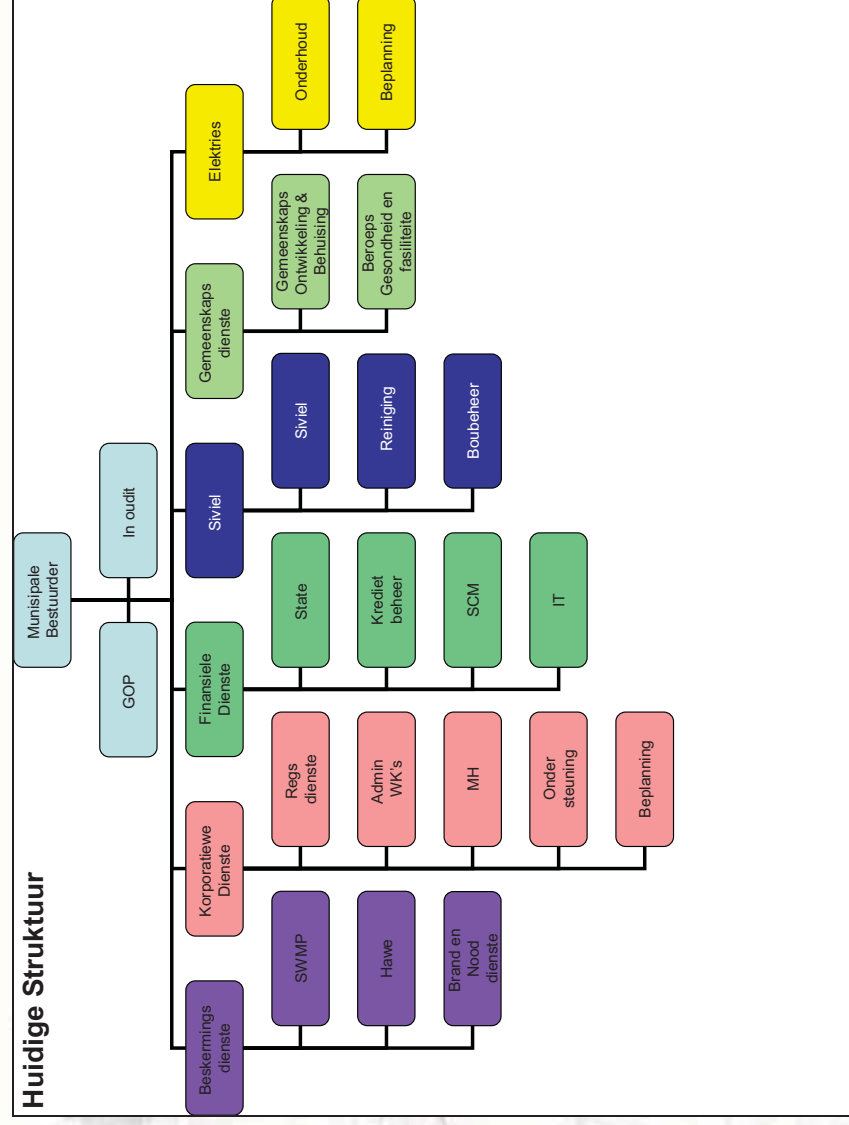 Huidige Struktuur
Munisipale
Bestuurder
GOP
In oudit
Beskermings
dienste
SWMP
Hawe
Brand en
Nood
dienste
Korporatiewe
Dienste
Regs
dienste
Admin
WK's
MH
Onder
steuning
Beplanning
Finansiele
Dienste
State
Krediet
beheer
SCM
IT
Siviel
Siviel
Reiniging
Boubeheer
Gemeenskaps
dienste
Gemeenskaps
Ontwikkeling &
Behuising
Beroeps
Gesondheid en
fasiliteite
Elektries
Onderhoud
Beplanning